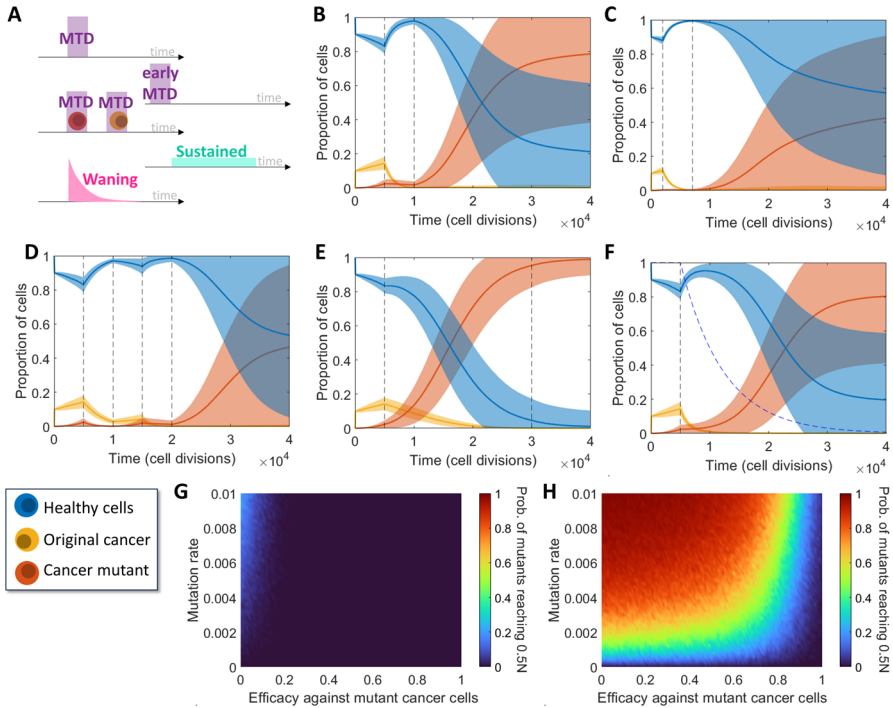 A
MTD
time
early
MTD
time
MTD
MTD
time
Sustained
time
Waning
time
B
Proportion of cells
1
0.8
0.6
0.4
0.2
0
0
1
2
3
4
Time (cell divisions)
×10⁴
C
Proportion of cells
1
0.8
0.6
0.4
0.2
0
0
1
2
3
4
Time (cell divisions)
×10⁴
D
Proportion of cells
1
0.8
0.6
0.4
0.2
0
0
1
2
3
4
Time (cell divisions)
×10⁴
E
Proportion of cells
1
0.8
0.6
0.4
0.2
0
0
1
2
3
4
Time (cell divisions)
×10⁴
F
Proportion of cells
1
0.8
0.6
0.4
0.2
0
0
1
2
3
4
Time (cell divisions)
×10⁴
Healthy cells
Original cancer
Cancer mutant
G
Mutation rate
0.01
0.008
0.006
0.004
0.002
0
0
0.2
0.4
0.6
0.8
1
Efficacy against mutant cancer cells
1
0.8
0.6
0.4
0.2
0
Prob. of mutants reaching 0.5N
H
Mutation rate
0.01
0.008
0.006
0.004
0.002
0
0
0.2
0.4
0.6
0.8
1
Efficacy against mutant cancer cells
1
0.8
0.6
0.4
0.2
0
Prob. of mutants reaching 0.5N